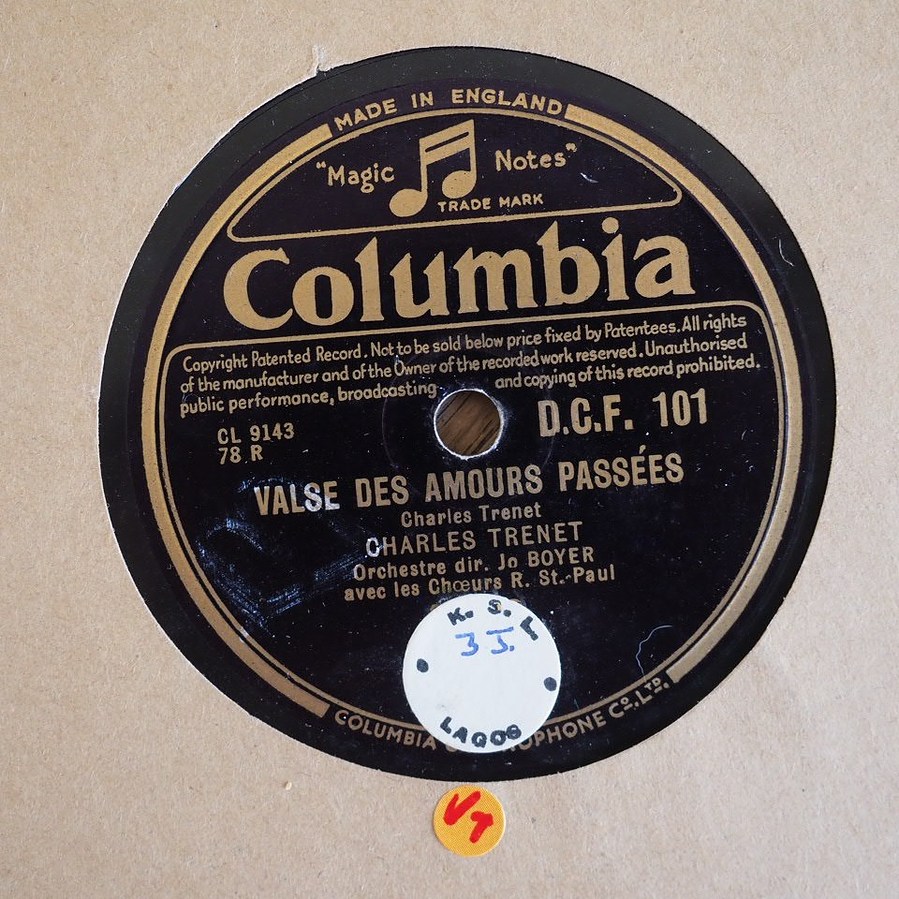 MADE IN ENGLAND
"Magic Notes"
TRADE MARK
Columbia
Copyright Patented Record. Not to be sold below price fixed by Patentees. All rights
of the manufacturer and of the Owner of the recorded work reserved. Unauthorised
public performance, broadcasting and copying of this record prohibited.
CL 9143
78 R
D.C.F. 101
VALSE DES AMOURS PASSÉES
Charles Trenet
CHARLES TRENET
Orchestre dir. Jo BOYER
avec les Chœurs R. St.-Paul
K. S. L
3 J.
LAGOS
COLUMBIA CO. LTD.
VT